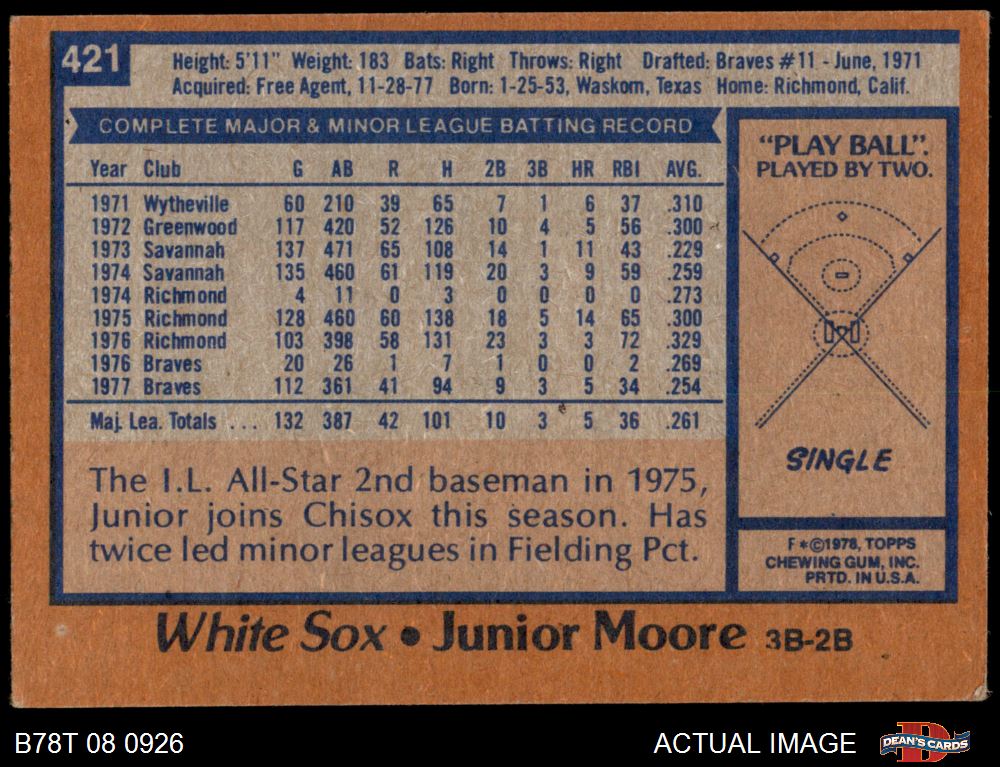 421
Height: 5'11" Weight: 183 Bats: Right Throws: Right Drafted: Braves #11 - June, 1971
Acquired: Free Agent, 11-28-77 Born: 1-25-53, Waskom, Texas Home: Richmond, Calif.
COMPLETE MAJOR & MINOR LEAGUE BATTING RECORD
Year Club G AB R H 2B 3B HR RBI AVG.
1971 Wytheville 60 210 39 65 7 1 6 37 .310
1972 Greenwood 117 420 52 126 10 4 5 56 .300
1973 Savannah 137 471 65 108 14 1 11 43 .229
1974 Savannah 135 460 61 119 20 3 9 59 .259
1974 Richmond 4 11 0 3 0 0 0 0 .273
1975 Richmond 128 460 60 138 18 5 14 65 .300
1976 Richmond 103 398 58 131 23 3 3 72 .329
1976 Braves 20 26 1 7 1 0 0 2 .269
1977 Braves 112 361 41 94 9 3 5 34 .254
Maj. Lea. Totals ... 132 387 42 101 10 3 5 36 .261
The I.L. All-Star 2nd baseman in 1975,
Junior joins Chisox this season. Has
twice led minor leagues in Fielding Pct.
"PLAY BALL".
PLAYED BY TWO.
SINGLE
F*©1978, TOPPS
CHEWING GUM, INC.
PRTD. IN U.S.A.
White Sox • Junior Moore 3B-2B
B78T 08 0926
ACTUAL IMAGE
DEAN'S CARDS